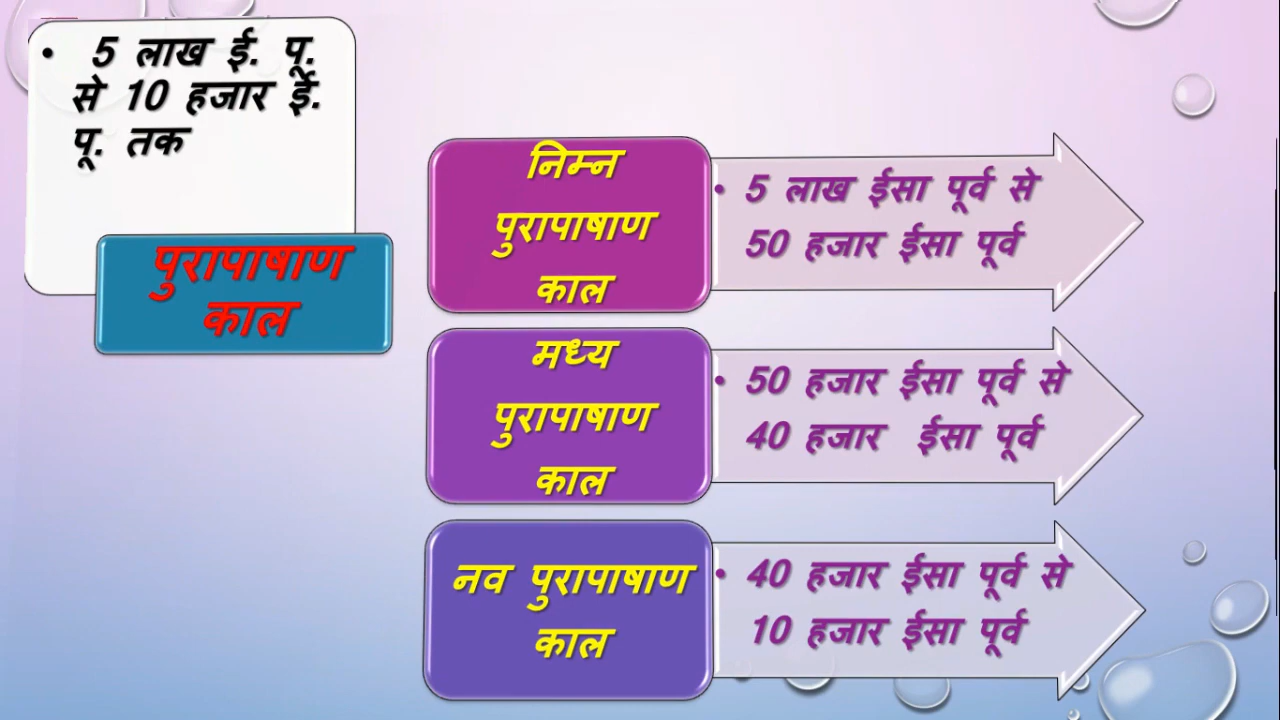 • 5 लाख ई. पू.
से 10 हजार ई.
पू. तक
पुरापाषाण
काल
निम्न
पुरापाषाण
काल
• 5 लाख ईसा पूर्व से
50 हजार ईसा पूर्व
मध्य
पुरापाषाण
काल
• 50 हजार ईसा पूर्व से
40 हजार ईसा पूर्व
नव पुरापाषाण
काल
• 40 हजार ईसा पूर्व से
10 हजार ईसा पूर्व